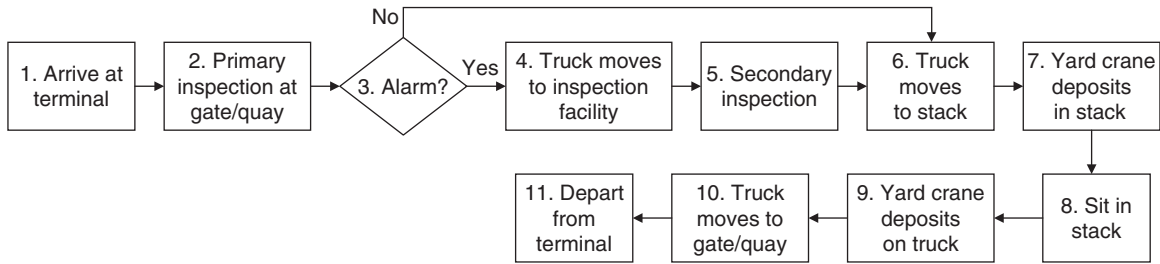 No
1. Arrive at
terminal
2. Primary
inspection at
gate/quay
3. Alarm?
Yes
4. Truck moves
to inspection
facility
5. Secondary
inspection
6. Truck
moves
to stack
7. Yard crane
deposits
in stack
8. Sit in
stack
9. Yard crane
deposits
on truck
10. Truck
moves to
gate/quay
11. Depart
from
terminal